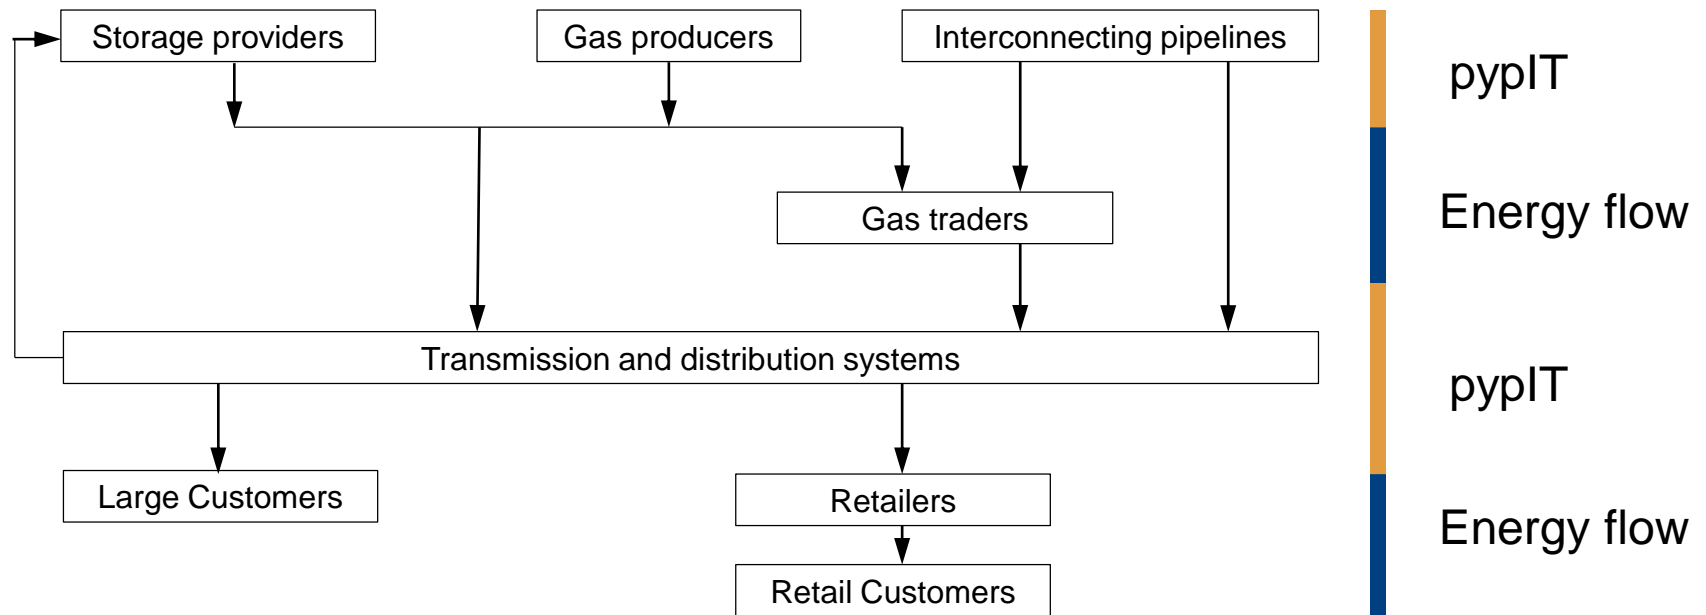 Storage providers
Gas producers
Interconnecting pipelines
pypIT
Gas traders
Energy flow
Transmission and distribution systems
pypIT
Large Customers
Retailers
Energy flow
Retail Customers